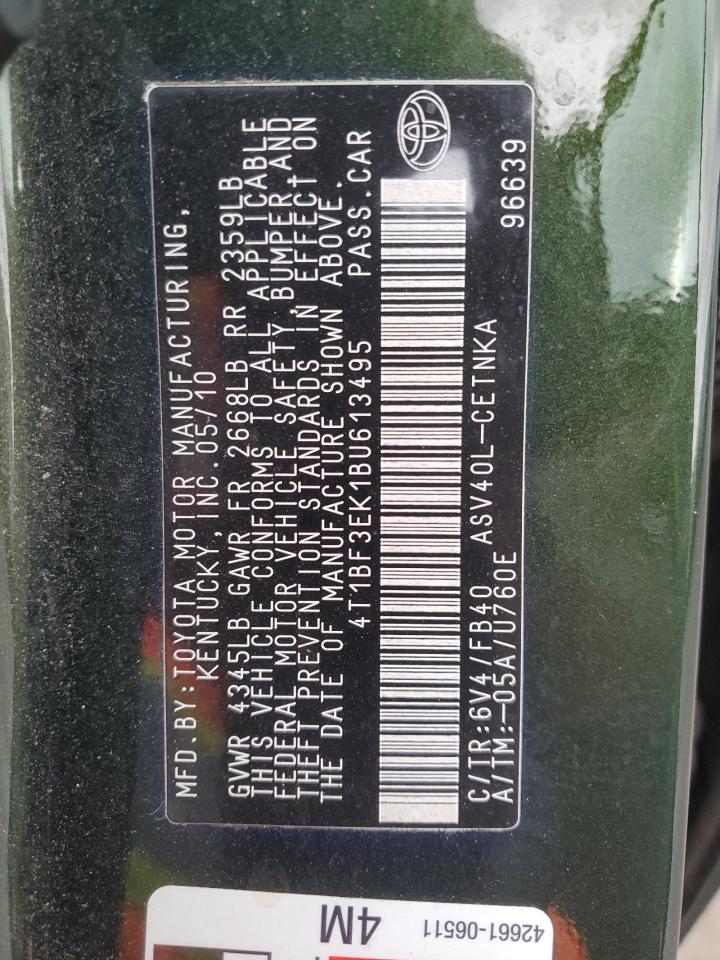 MFD.BY:TOYOTA MOTOR MANUFACTURING,
KENTUCKY,INC.05/10
GVWR 4345LB GAWR FR 2668LB RR 2359LB
THIS VEHICLE CONFORMS TO ALL APPLICABLE
FEDERAL MOTOR VEHICLE SAFETY, BUMPER AND
THEFT PREVENTION STANDARDS IN EFFECT ON
THE DATE OF MANUFACTURE SHOWN ABOVE.
4T1BF3EK1BU613495 PASS.CAR
C/TR:6V4/FB40 ASV40L-CETNKA 96639
A/TM:-05A/U760E
4M
42661-06511